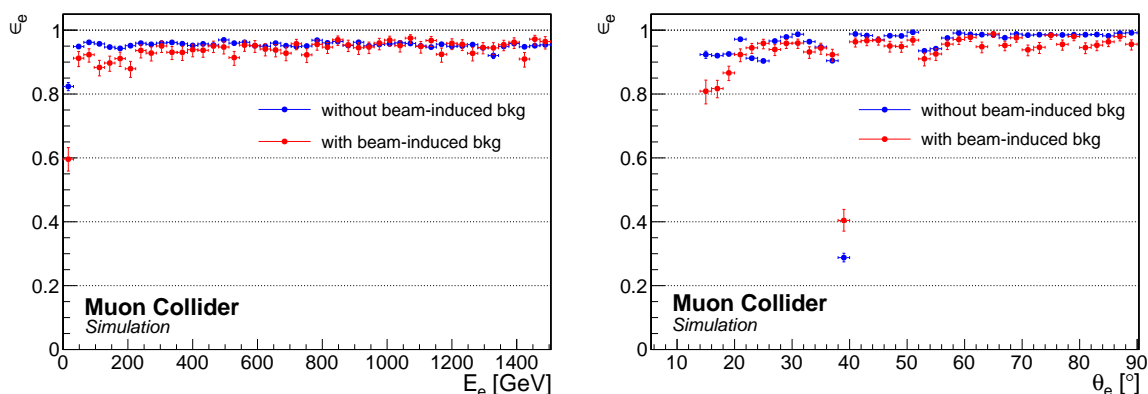 ϵe
1
0.8
0.6
0.4
0.2
0
without beam-induced bkg
with beam-induced bkg
Muon Collider
Simulation
0 200 400 600 800 1000 1200 1400
E_e [GeV]
ϵe
1
0.8
0.6
0.4
0.2
0
without beam-induced bkg
with beam-induced bkg
Muon Collider
Simulation
10 20 30 40 50 60 70 80 90
θ_e [°]